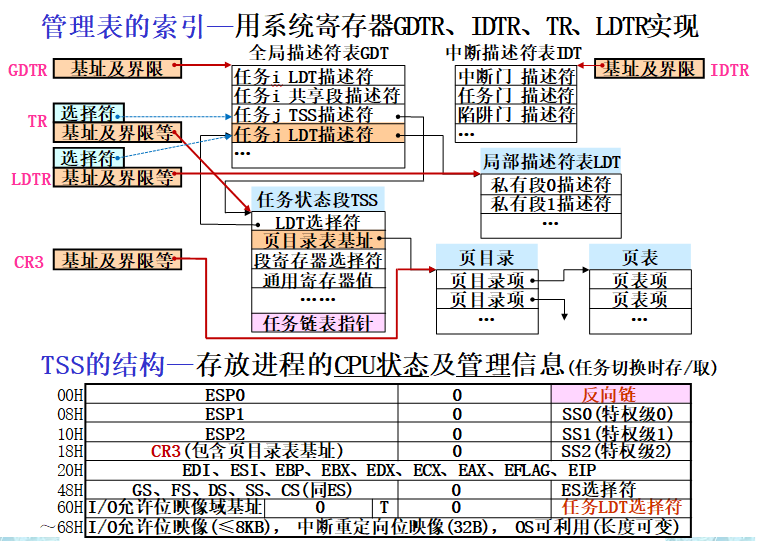 管理表的索引—用系统寄存器GDTR、IDTR、TR、LDTR实现
全局描述符表GDT
中断描述符表IDT
GDTR
基址及界限
任务i LDT描述符
任务i 共享段描述符
任务j TSS描述符
任务j LDT描述符
…
中断门 描述符
任务门 描述符
陷阱门 描述符
…
基址及界限
IDTR
选择符
TR
基址及界限等
选择符
LDTR
基址及界限等
局部描述符表LDT
私有段0描述符
私有段1描述符
…
任务状态段TSS
LDT选择符
页目录表基址
段寄存器选择符
通用寄存器值
……
任务链表指针
CR3
基址及界限等
页目录
页目录项
页目录项
…
页表
页表项
页表项
…
TSS的结构—存放进程的CPU状态及管理信息(任务切换时存/取)
00H ESP0 0 反向链
08H ESP1 0 SS0(特权级0)
10H ESP2 0 SS1(特权级1)
18H CR3(包含页目录表基址) 0 SS2(特权级2)
20H EDI、ESI、EBP、EBX、EDX、ECX、EAX、EFLAG、EIP
48H GS、FS、DS、SS、CS(同ES) 0 ES选择符
60H I/O允许位映像域基址 0 T 0 任务LDT选择符
～68H I/O允许位映像(≤8KB)，中断重定向位映像(32B)，OS可利用(长度可变)